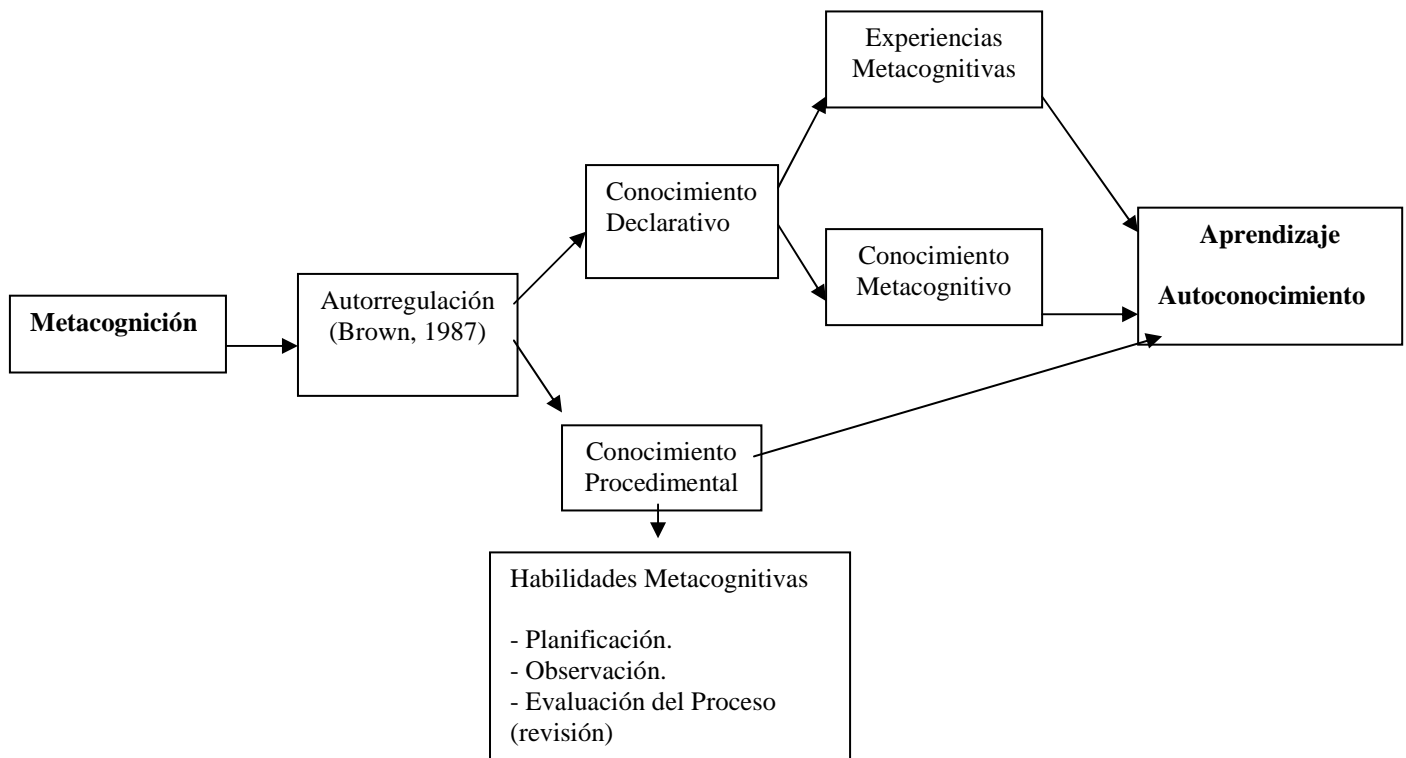 Experiencias
Metacognitivas
Conocimiento
Declarativo
Aprendizaje
Autoconocimiento
Conocimiento
Metacognitivo
Autorregulación
(Brown, 1987)
Metacognición
Conocimiento
Procedimental
Habilidades Metacognitivas
- Planificación.
- Observación.
- Evaluación del Proceso
(revisión)